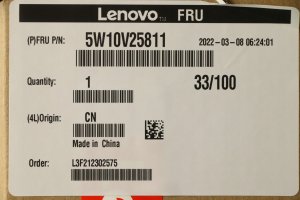 Lenovo™ FRU
(P)FRU P/N: 5W10V25811 2022-03-08 06:24:01
Quantity: 1 33/100
(4L)Origin: CN
Made in China
Order: L3F212302575